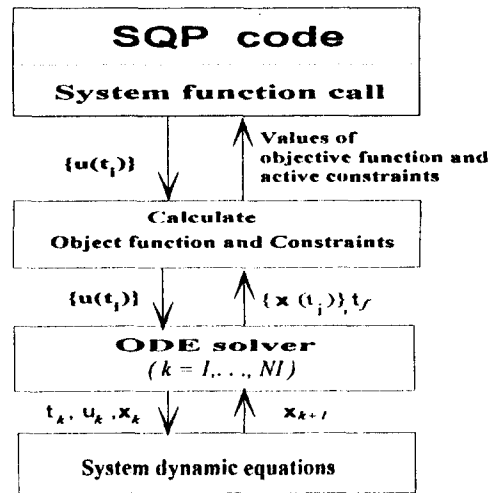 SQP code
System function call
{u(t_i)}
Values of
objective function and
active constraints
Calculate
Object function and Constraints
{u(t_i)}
{x (t_i)}, t_f
ODE solver
(k = 1,..., NI)
t_k, u_k, x_k
x_{k+1}
System dynamic equations